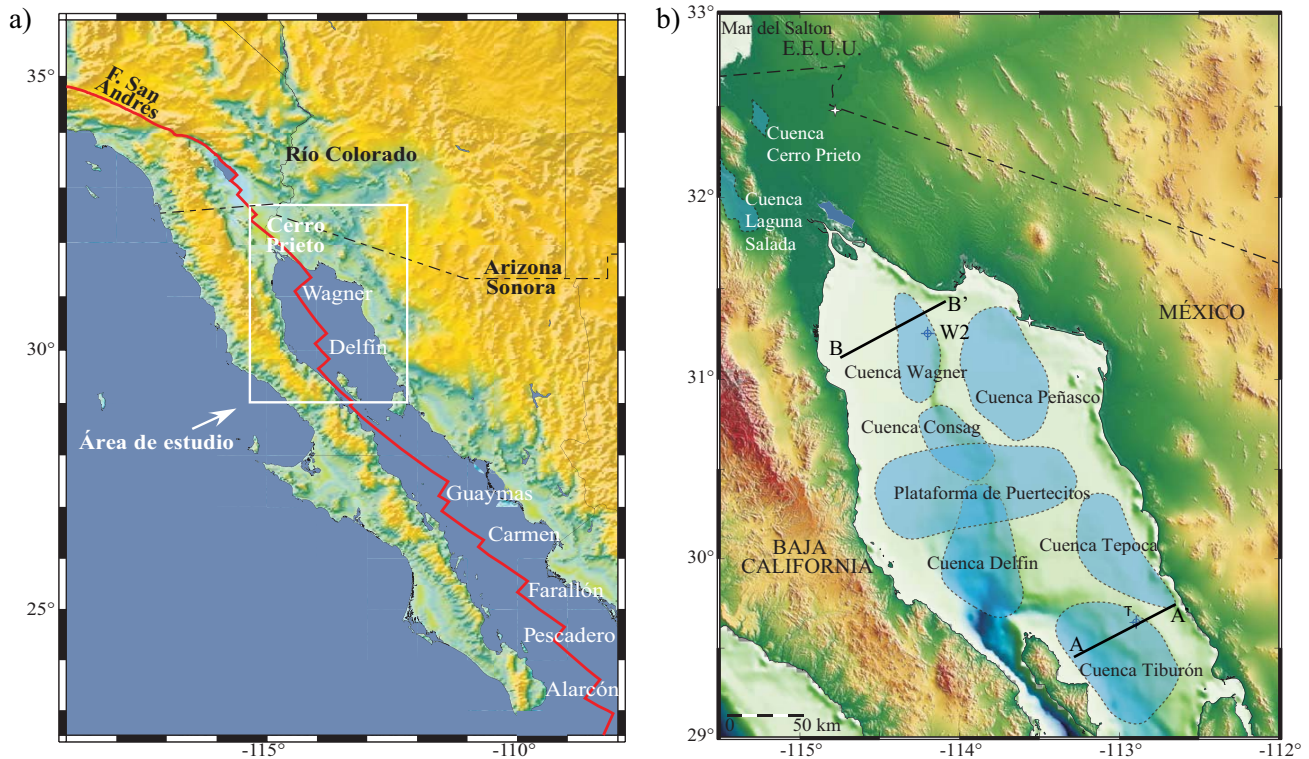 a)
35°
30°
25°
-115°
-110°
F. San
Andrés
Río Colorado
Cerro
Prieto
Arizona
Sonora
Wagner
Delfín
Área de estudio
Guaymas
Carmen
Farallón
Pescadero
Alarcón
b)
33°
32°
31°
30°
29°
-115°
-114°
-113°
-112°
Mar del Salton
E.E.U.U.
Cuenca
Cerro Prieto
Cuenca
Laguna
Salada
MÉXICO
B
B’
W2
Cuenca Wagner
Cuenca Peñasco
Cuenca Consag
Plataforma de Puertecitos
BAJA
CALIFORNIA
Cuenca Delfín
Cuenca Tepoca
T
A
A'
Cuenca Tiburón
0 50 km